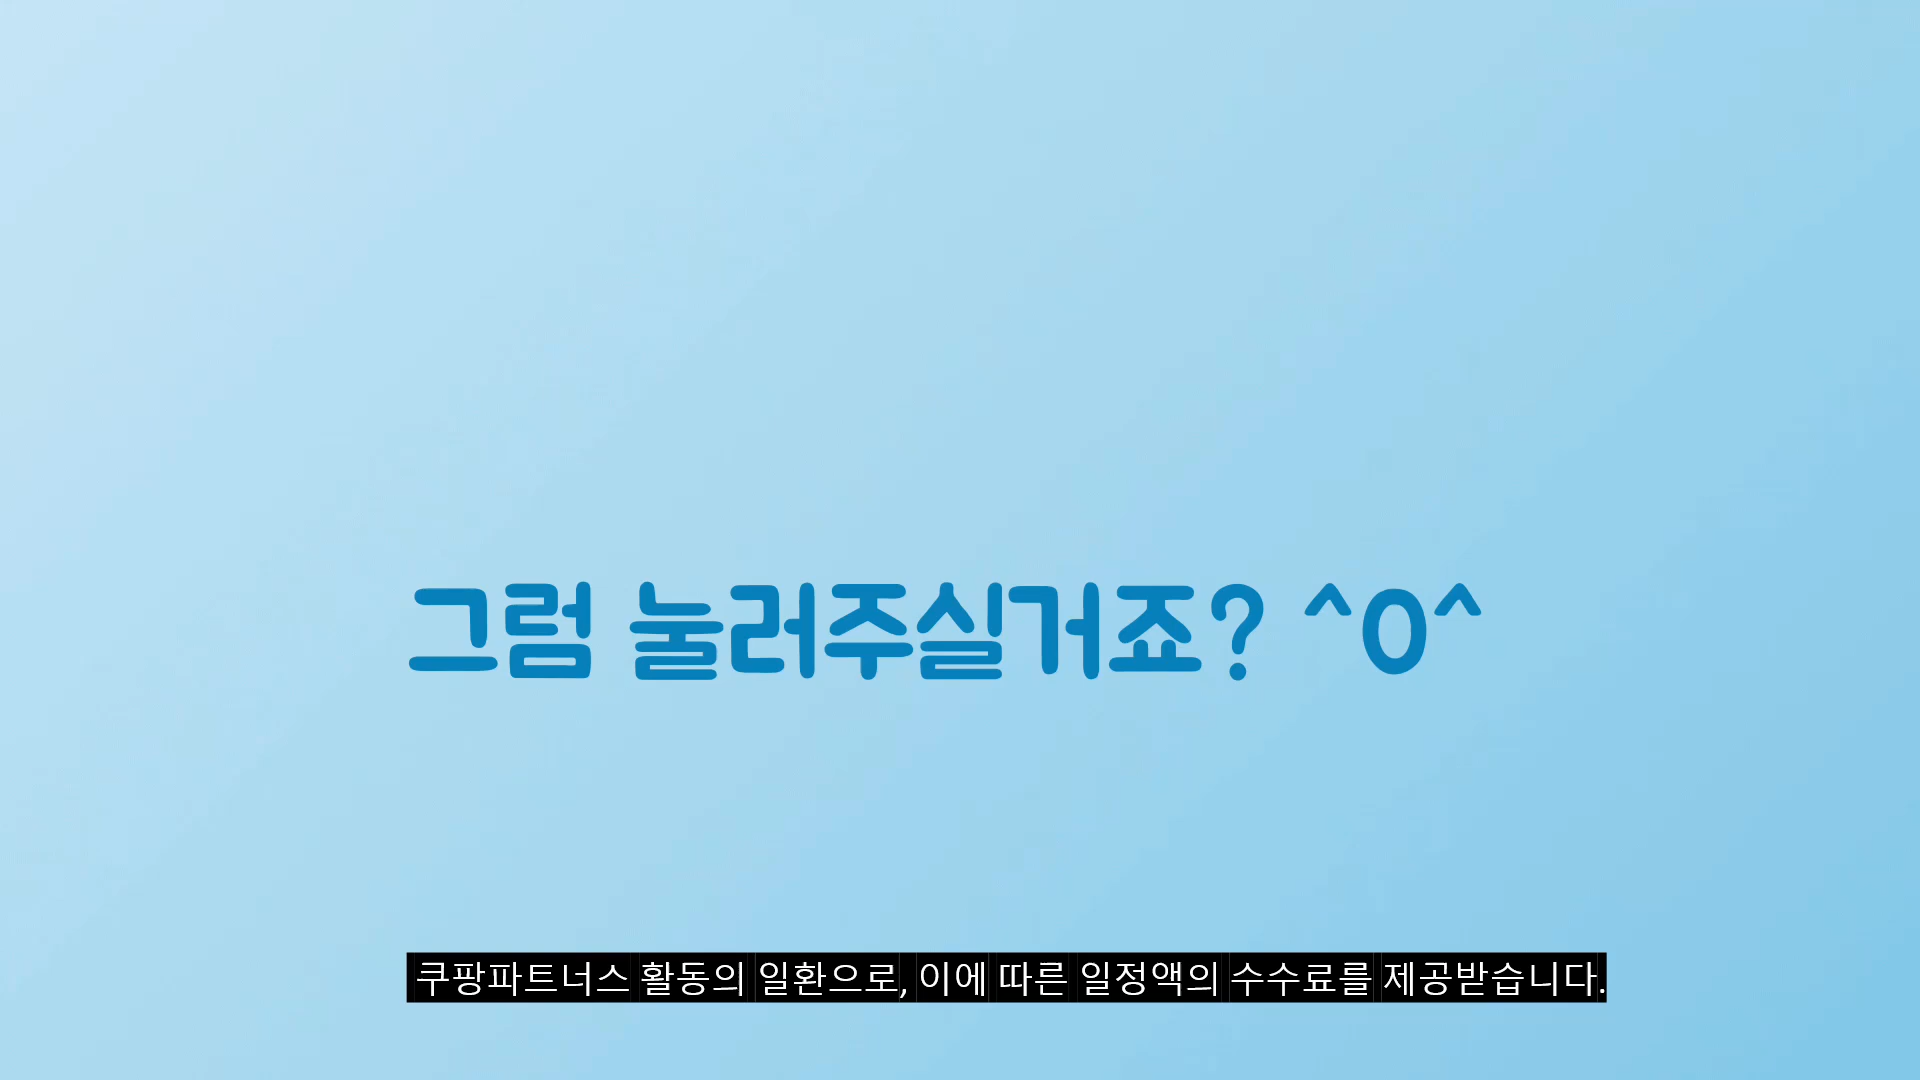 그럼 눌러주실거죠? ^0^
쿠팡파트너스 활동의 일환으로, 이에 따른 일정액의 수수료를 제공받습니다.